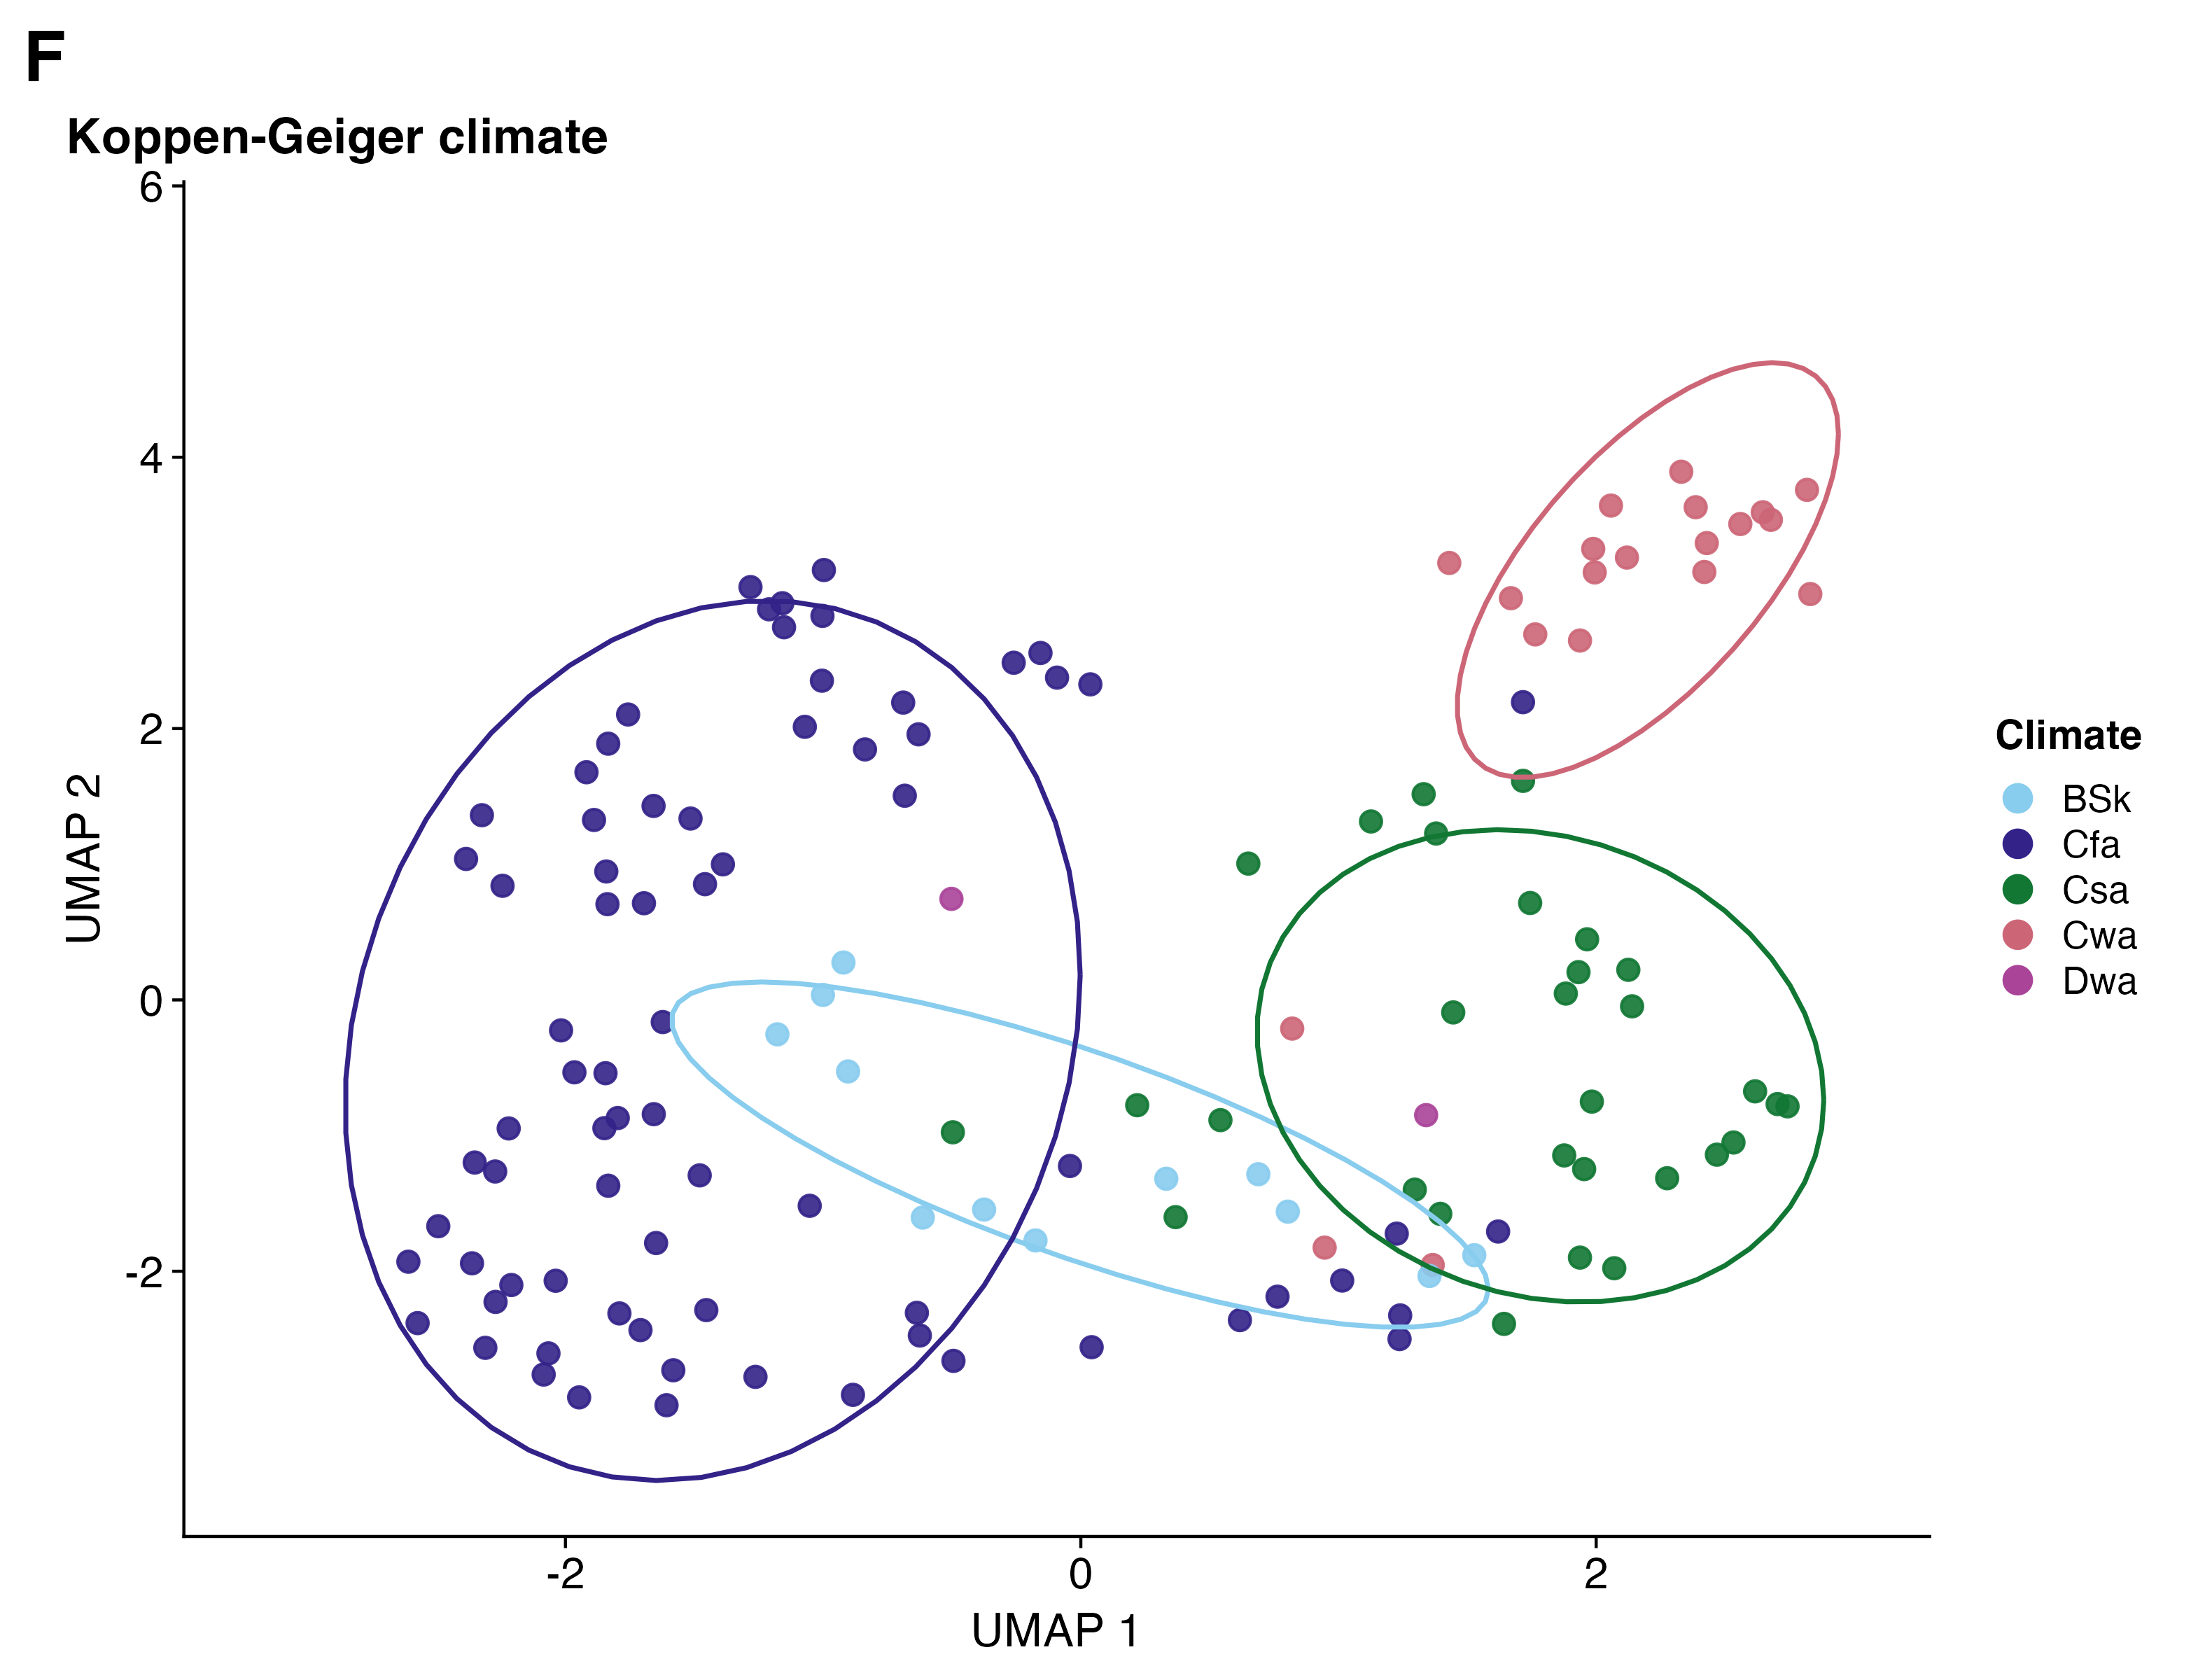 F
Koppen-Geiger climate
6
4
2
0
-2
UMAP 2
-2 0 2
UMAP 1
Climate
BSk
Cfa
Csa
Cwa
Dwa